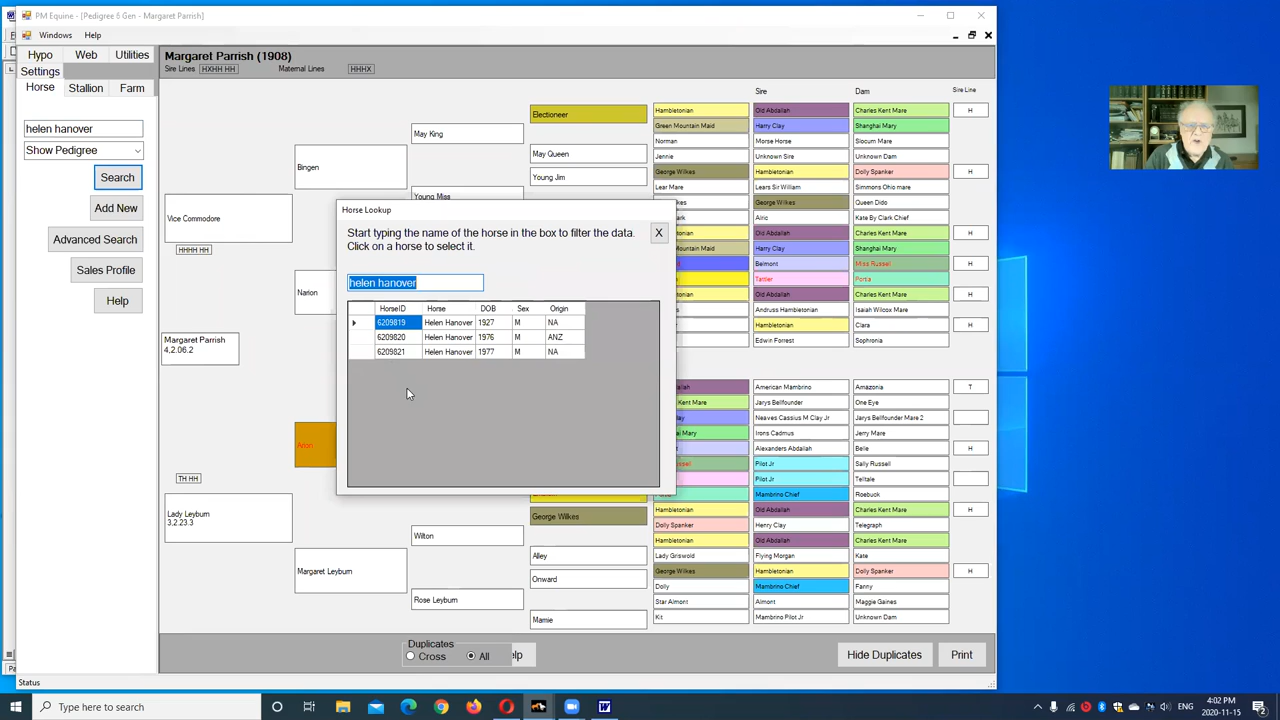 PM Equine - [Pedigree 6 Gen - Margaret Parrish]
Windows Help
Hypo Web Utilities
Settings
Horse Stallion Farm
helen hanover
Show Pedigree
Search
Add New
Advanced Search
Sales Profile
Help
Margaret Parrish (1908)
Sire Lines HXHH HH Maternal Lines HHHX
Sire Dam Sire Line
Vice Commodore
HHHH HH
Margaret Parrish
4,2.06.2
TH HH
Lady Leyburn
3,2.23.3
Bingen
Narion
Arion
Margaret Leyburn
May King
Young Miss
Wilton
Rose Leyburn
Electioneer
May Queen
Young Jim
George Wilkes
Alley
Onward
Mamie
Hambletonian Old Abdallah Charles Kent Mare H
Green Mountain Maid Harry Clay Shanghai Mary
Norman Morse Horse Slocum Mare
Jennie Unknown Sire Unknown Dam
George Wilkes Hambletonian Dolly Spanker H
Lear Mare Lears Sir William Simmons Ohio mare
George Wilkes Queen Dido
Alric Kate By Clark Chief
Old Abdallah Charles Kent Mare H
Harry Clay Shanghai Mary
Belmont Miss Russel H
Tattler Porta
Old Abdallah Charles Kent Mare H
Andruss Hambletonian Isaiah Wilcox Mare
Hambletonian Clara H
Edwin Forrest Sophronia
American Mambrino Amazonia T
Kent Mare Jarys Bellfounder One Eye
Neaves Cassius M Clay Jr Jarys Bellfounder Mare 2
Irons Cadmus Jerry Mare
Alexanders Abdallah Belle H
Pilot Jr Sally Russell
Pilot Jr Telltale
Mambrino Chief Roebuck
Hambletonian Old Abdallah Charles Kent Mare H
Dolly Spanker Henry Clay Telegraph
Hambletonian Old Abdallah Charles Kent Mare
Lady Griswold Flying Morgan Kate
George Wilkes Hambletonian Dolly Spanker H
Dolly Mambrino Chief Fanny
Star Almont Almont Maggie Gaines
Kit Mambrino Pilot Jr Unknown Dam
Horse Lookup
Start typing the name of the horse in the box to filter the data.
Click on a horse to select it.
X
helen hanover
HorseID Horse DOB Sex Origin
6209819 Helen Hanover 1927 M NA
6209820 Helen Hanover 1976 M ANZ
6209821 Helen Hanover 1977 M NA
Duplicates
Cross All
Hide Duplicates Print
Status
Type here to search
4:02 PM
2020-11-15